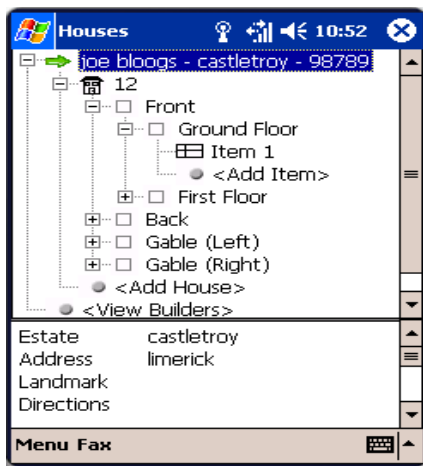 Houses 10:52
joe bloogs - castletroy - 98789
12
Front
Ground Floor
Item 1
<Add Item>
First Floor
Back
Gable (Left)
Gable (Right)
<Add House>
<View Builders>
Estate castletroy
Address limerick
Landmark
Directions
Menu Fax